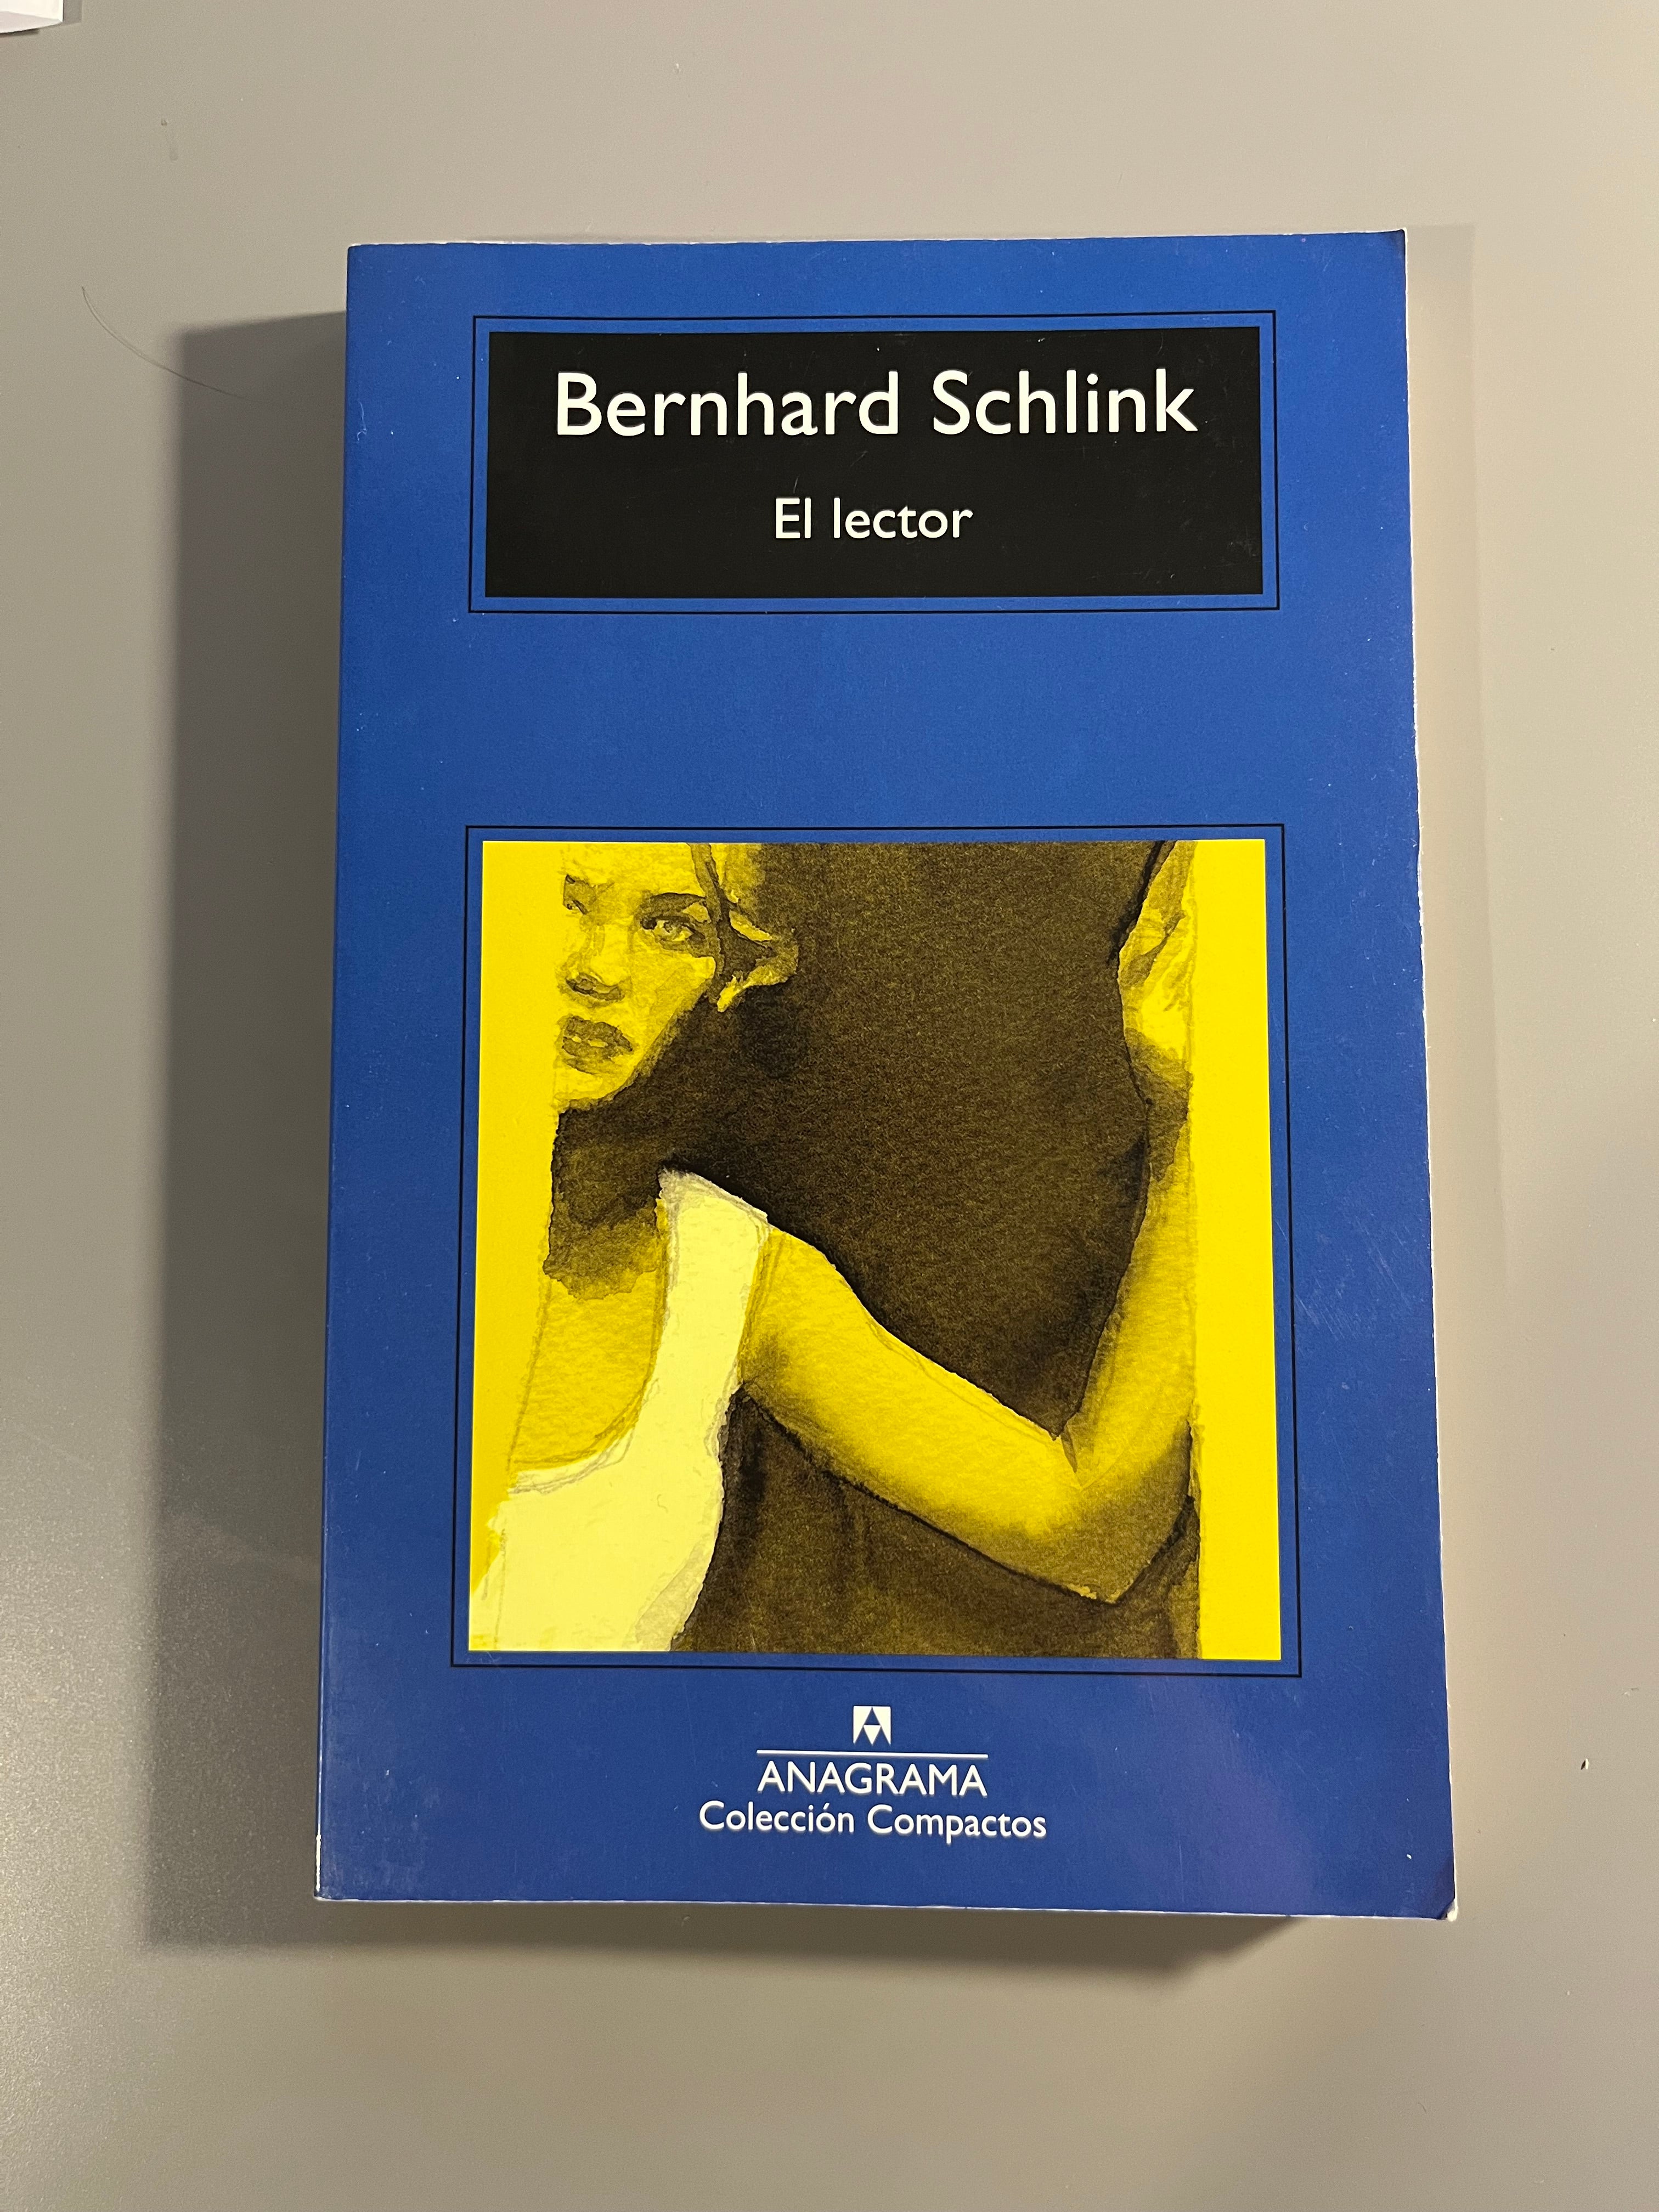 Bernhard Schlink
El lector
ANAGRAMA
Colección Compactos